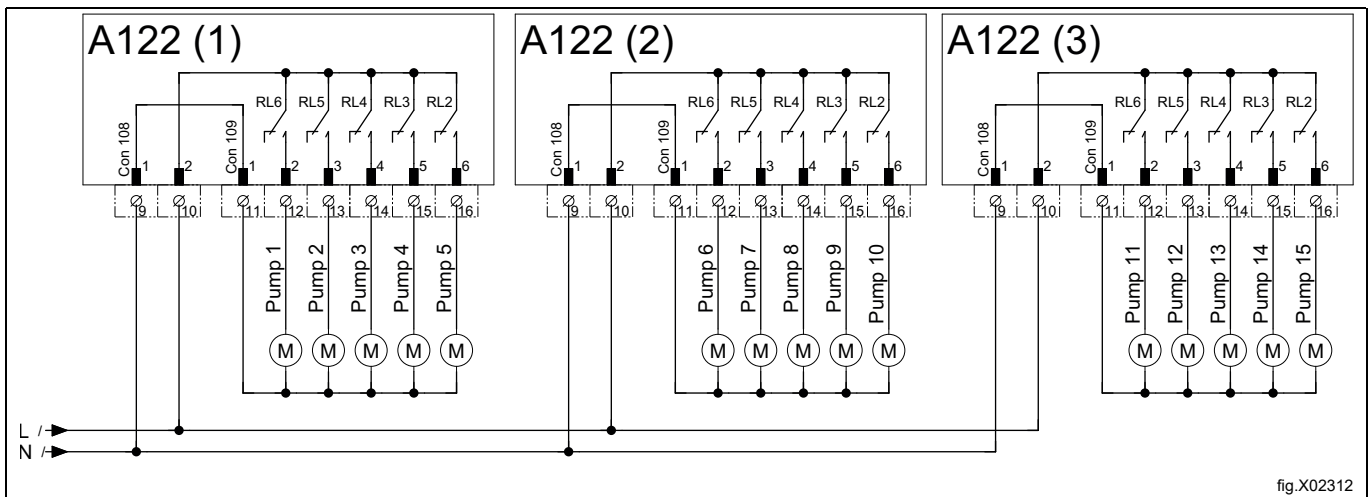 A122 (1) A122 (2) A122 (3)
RL6 RL5 RL4 RL3 RL2 RL6 RL5 RL4 RL3 RL2 RL6 RL5 RL4 RL3 RL2
Con 108 Con 109 Con 108 Con 109 Con 108 Con 109
1 2 1 2 3 4 5 6 1 2 1 2 3 4 5 6 1 2 1 2 3 4 5 6
9 10 11 12 13 14 15 16 9 10 11 12 13 14 15 16 9 10 11 12 13 14 15 16
Pump 1 Pump 2 Pump 3 Pump 4 Pump 5 Pump 6 Pump 7 Pump 8 Pump 9 Pump 10 Pump 11 Pump 12 Pump 13 Pump 14 Pump 15
M M M M M M M M M M M M M M M
L /
N /
fig.X02312